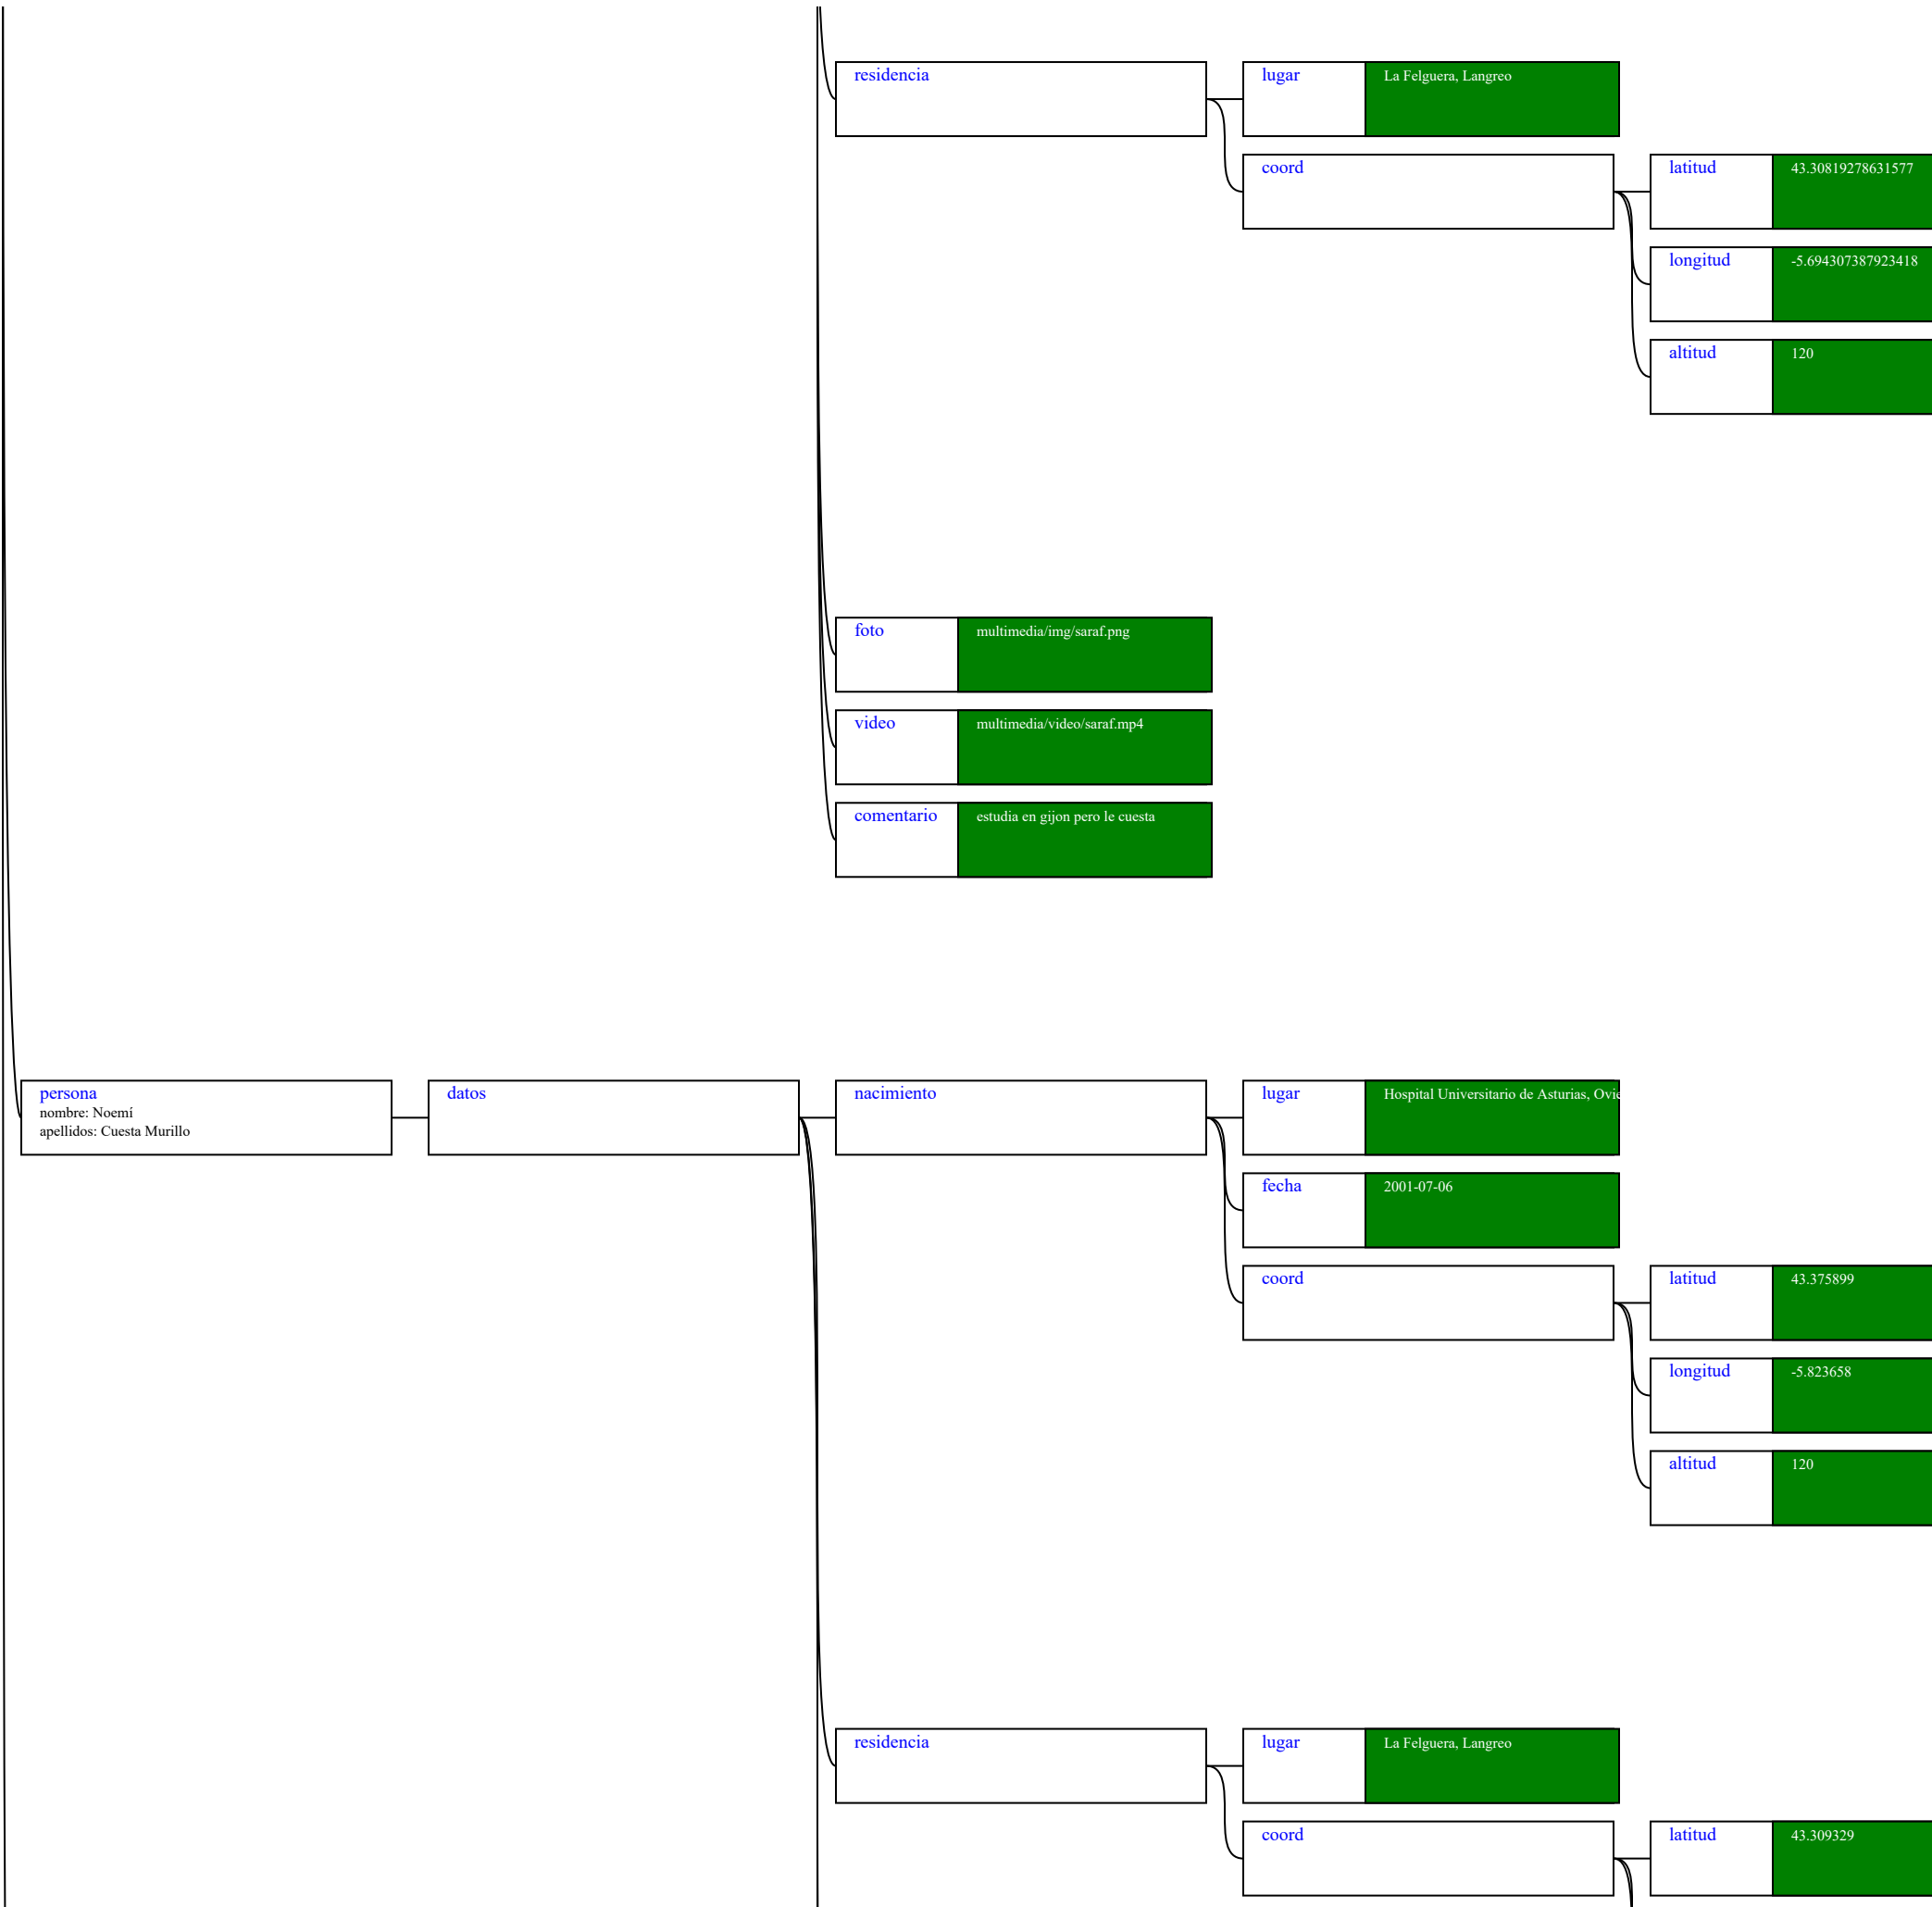 residencia
lugar
La Felguera, Langreo
coord
latitud
43.30819278631577
longitud
-5.694307387923418
altitud
120
foto
multimedia/img/saraf.png
video
multimedia/video/saraf.mp4
comentario
estudia en gijon pero le cuesta
persona
nombre: Noemí
apellidos: Cuesta Murillo
datos
nacimiento
lugar
Hospital Universitario de Asturias,
fecha
2001-07-06
coord
latitud
43.375899
longitud
-5.823658
altitud
120
residencia
lugar
La Felguera, Langreo
coord
latitud
43.309329